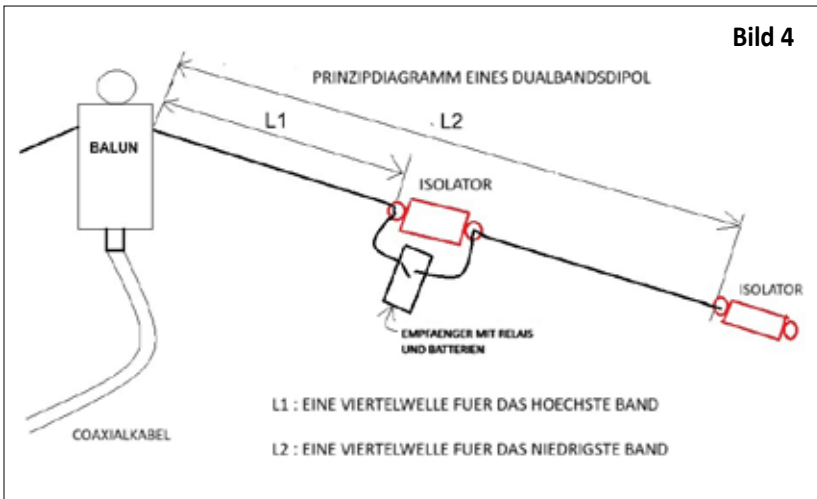 Bild 4
PRINZIPDIAGRAMM EINES DUALBANDSDIPOL
L1
L2
BALUN
ISOLATOR
ISOLATOR
EMPFAENGER MIT RELAIS
UND BATTERIEN
L1 : EINE VIERTELWELLE FUER DAS HOECHSTE BAND
COAXIALKABEL
L2 : EINE VIERTELWELLE FUER DAS NIEDRIGSTE BAND